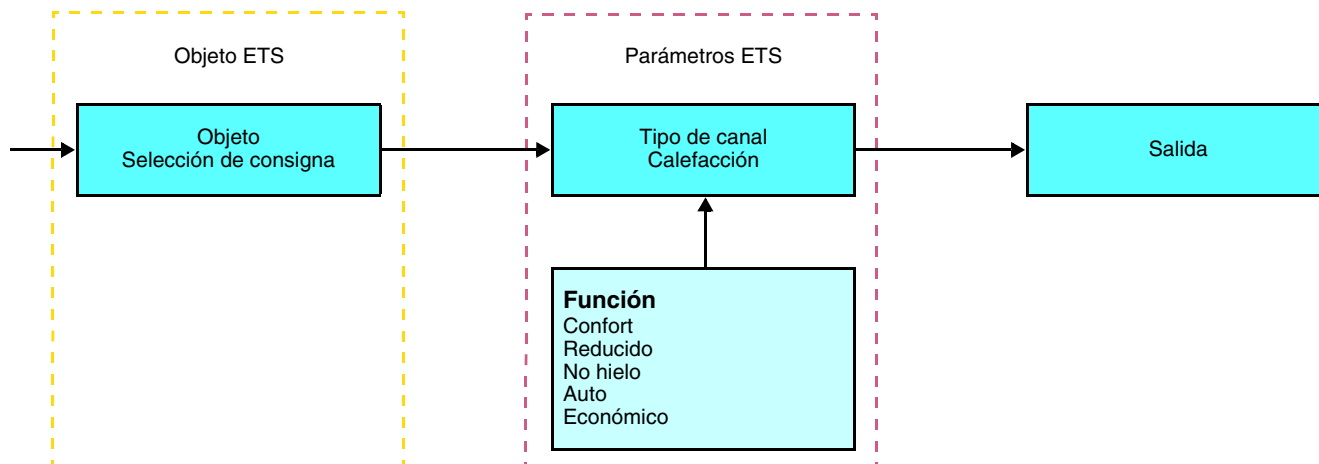 Objeto ETS
Parámetros ETS
Objeto
Selección de consigna
Tipo de canal
Calefacción
Salida
Función
Confort
Reducido
No hielo
Auto
Económico